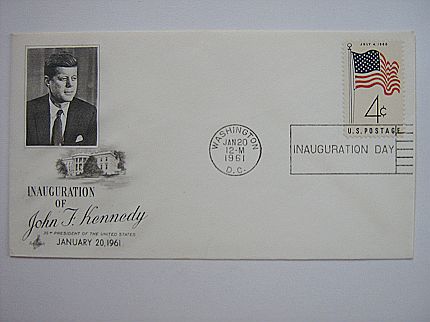 JULY 4, 1960
4¢
U.S. POSTAGE
WASHINGTON
JAN 20
12-M
1961
D.C.
INAUGURATION DAY
INAUGURATION
OF
John F. Kennedy
35TH PRESIDENT OF THE UNITED STATES
JANUARY 20, 1961